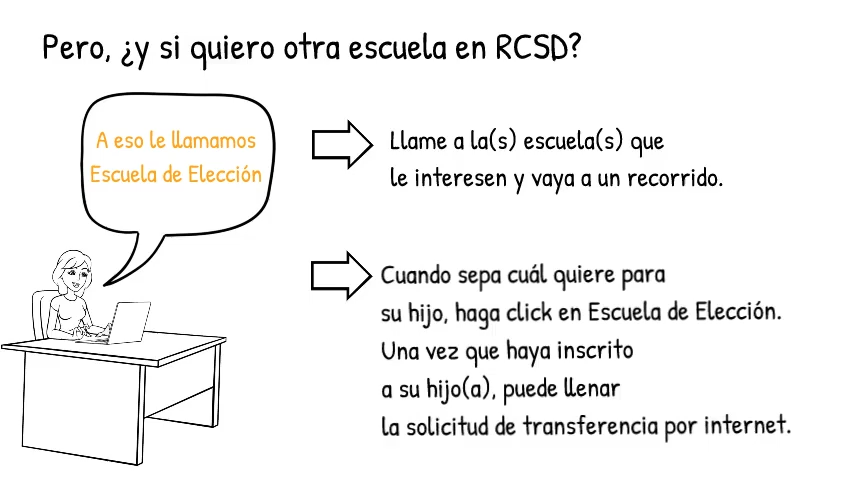 Pero, ¿y si quiero otra escuela en RCSD?
A eso le llamamos
Escuela de Elección
Llame a la(s) escuela(s) que
le interesen y vaya a un recorrido.
Cuando sepa cuál quiere para
su hijo, haga click en Escuela de Elección.
Una vez que haya inscrito
a su hijo(a), puede llenar
la solicitud de transferencia por internet.